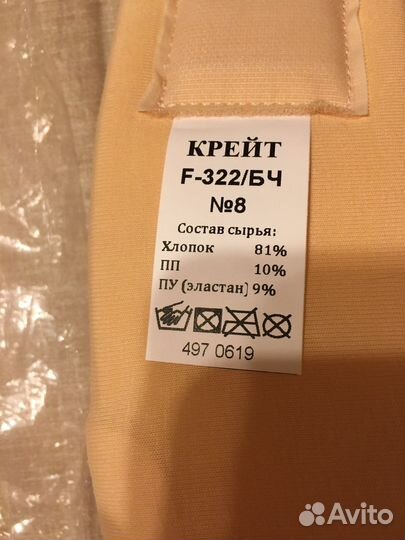 КРЕЙТ
F-322/БЧ
№8
Состав сырья:
Хлопок 81%
ПП 10%
ПУ (эластан) 9%
497 0619
Avito